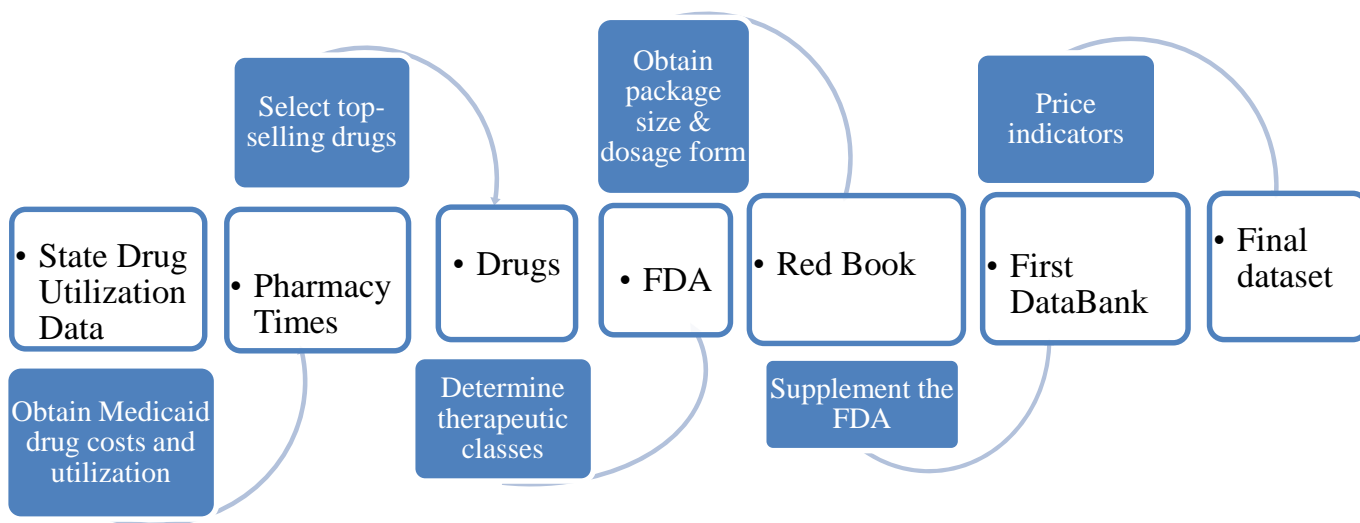 Select top-
selling drugs
Obtain
package
size &
dosage form
Price
indicators
• State Drug
Utilization
Data
• Pharmacy
Times
• Drugs
• FDA
• Red Book
• First
DataBank
• Final
dataset
Obtain Medicaid
drug costs and
utilization
Determine
therapeutic
classes
Supplement the
FDA